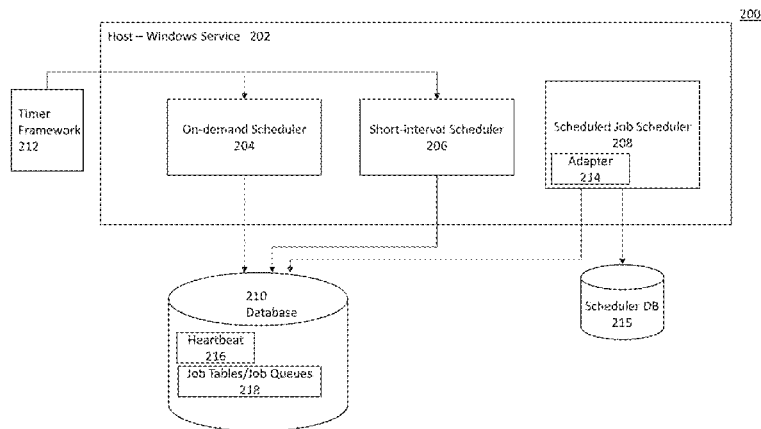 200
Host – Windows Service 202
Timer
Framework
212
On-demand Scheduler
204
Short-interval Scheduler
206
Scheduled Job Scheduler
208
Adapter
214
210
Database
Heartbeat
216
Job Tables/Job Queues
218
Scheduler DB
215